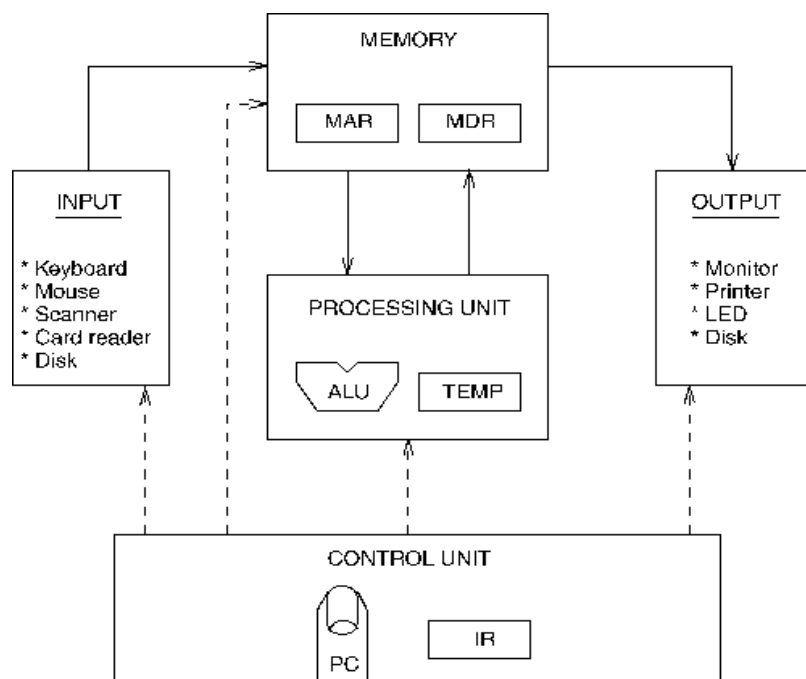 MEMORY
MAR
MDR
INPUT
* Keyboard
* Mouse
* Scanner
* Card reader
* Disk
PROCESSING UNIT
ALU
TEMP
OUTPUT
* Monitor
* Printer
* LED
* Disk
CONTROL UNIT
PC
IR